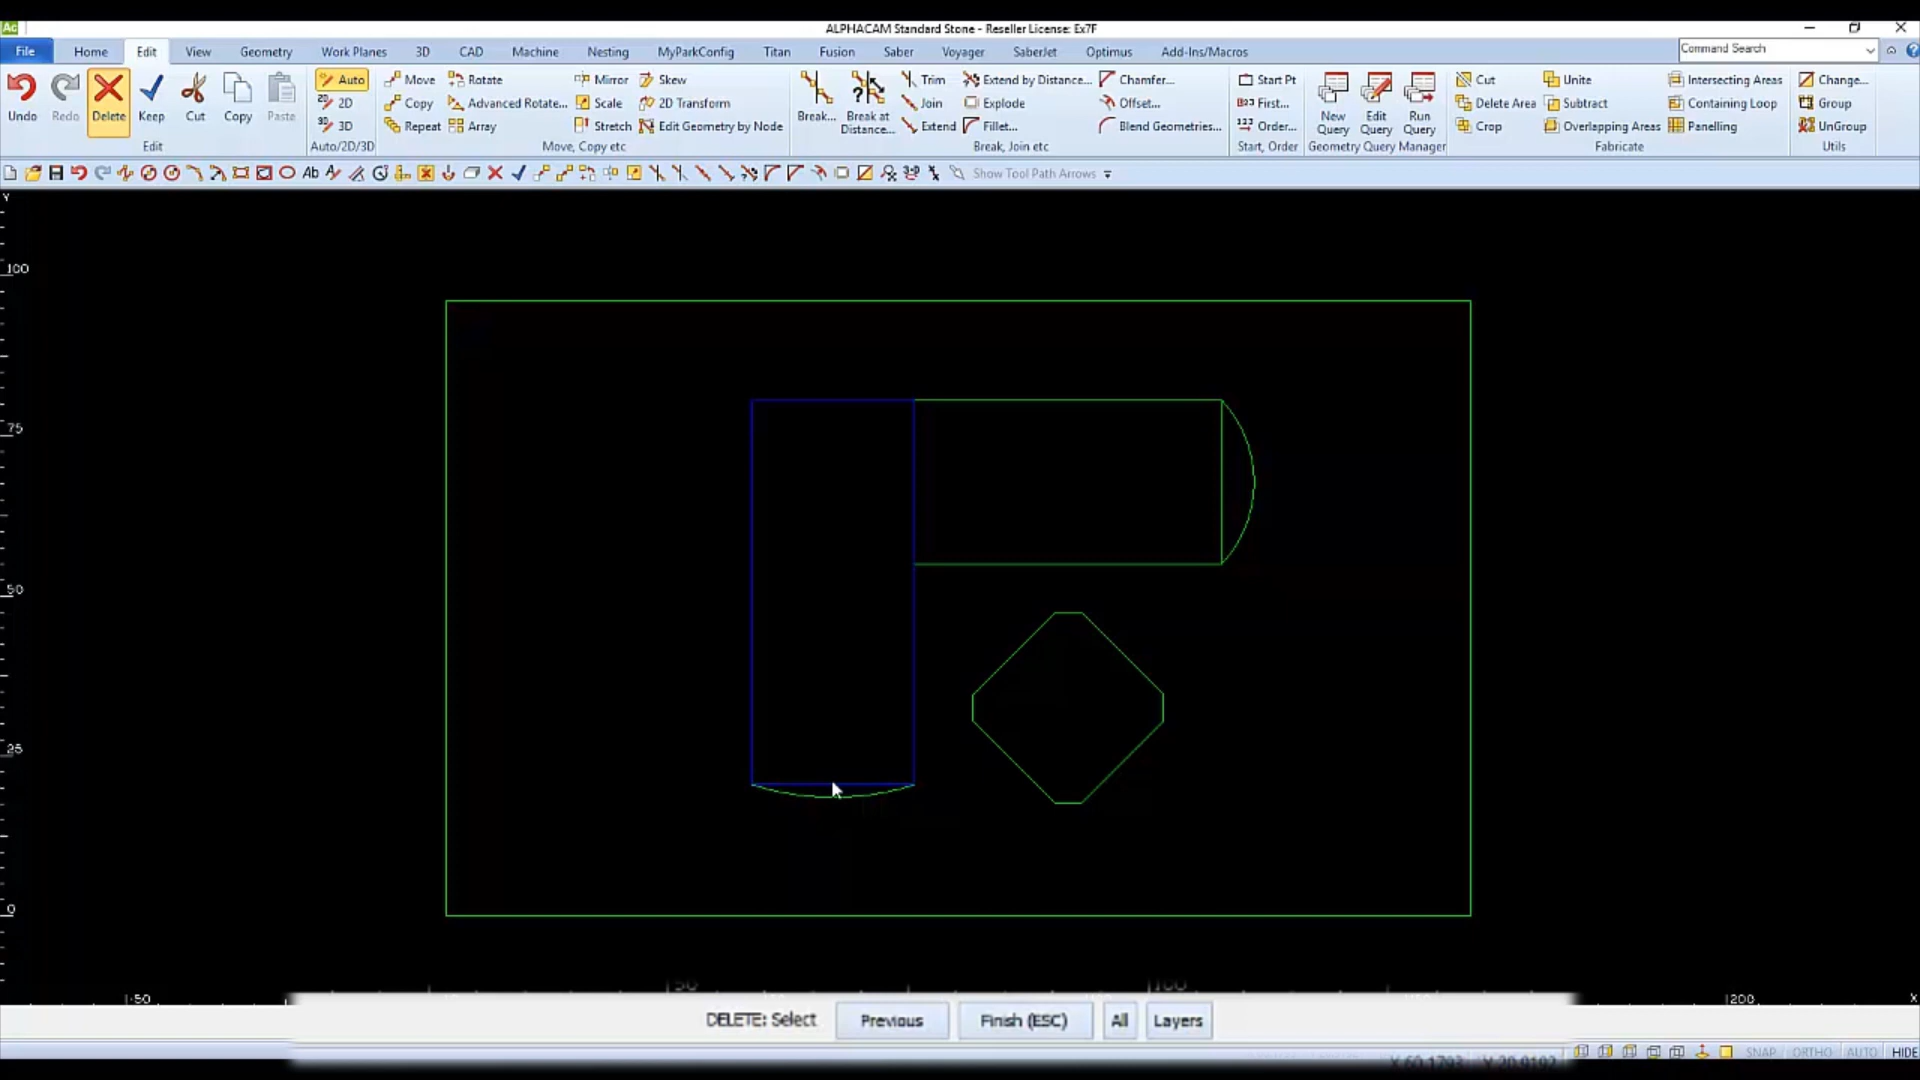 ALPHACAM Standard Stone - Reseller License: Ex7F
File Home Edit View Geometry Work Planes 3D CAD Machine Nesting MyParkConfig Titan Fusion Saber Voyager SaberJet Optimus Add-Ins/Macros Command Search
Undo Redo Delete Keep Cut Copy Paste
Edit
Auto
2D
3D
Auto/2D/3D
Move Rotate Mirror Skew
Copy Advanced Rotate... Scale 2D Transform
Repeat Array Stretch Edit Geometry by Node
Move, Copy etc
Break... Break at Distance...
Trim Extend by Distance... Chamfer...
Join Explode Offset...
Extend Fillet... Blend Geometries...
Break, Join etc
Start Pt
First...
Order...
Start, Order
New Query Edit Query Run Query
Geometry Query Manager
Cut Unite Intersecting Areas
Delete Area Subtract Containing Loop
Crop Overlapping Areas Panelling
Fabricate
Change...
Group
UnGroup
Utils
Ab Show Tool Path Arrows
Y
100
75
50
25
0
-50 50 100 200 X
DELETE: Select Previous Finish (ESC) All Layers
SNAP ORTHO AUTO HIDE